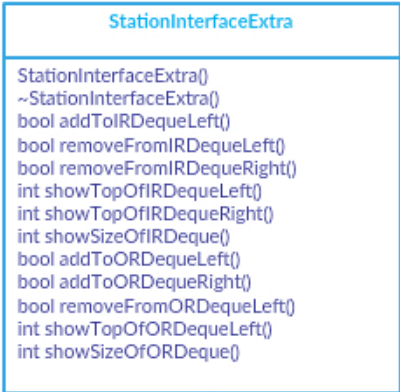 StationInterfaceExtra
StationInterfaceExtra()
~StationInterfaceExtra()
bool addToIRDequeLeft()
bool removeFromIRDequeLeft()
bool removeFromIRDequeRight()
int showTopOfIRDequeLeft()
int showTopOfIRDequeRight()
int showSizeOfIRDeque()
bool addToORDequeLeft()
bool addToORDequeRight()
bool removeFromORDequeLeft()
int showTopOfORDequeLeft()
int showSizeOfORDeque()